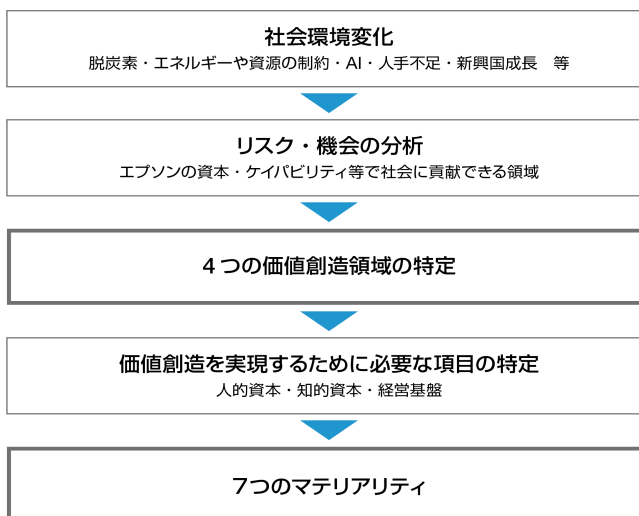 社会環境変化
脱炭素・エネルギーや資源の制約・AI・人手不足・新興国成長　等
リスク・機会の分析
エプソンの資本・ケイパビリティ等で社会に貢献できる領域
4つの価値創造領域の特定
価値創造を実現するために必要な項目の特定
人的資本・知的資本・経営基盤
7つのマテリアリティ